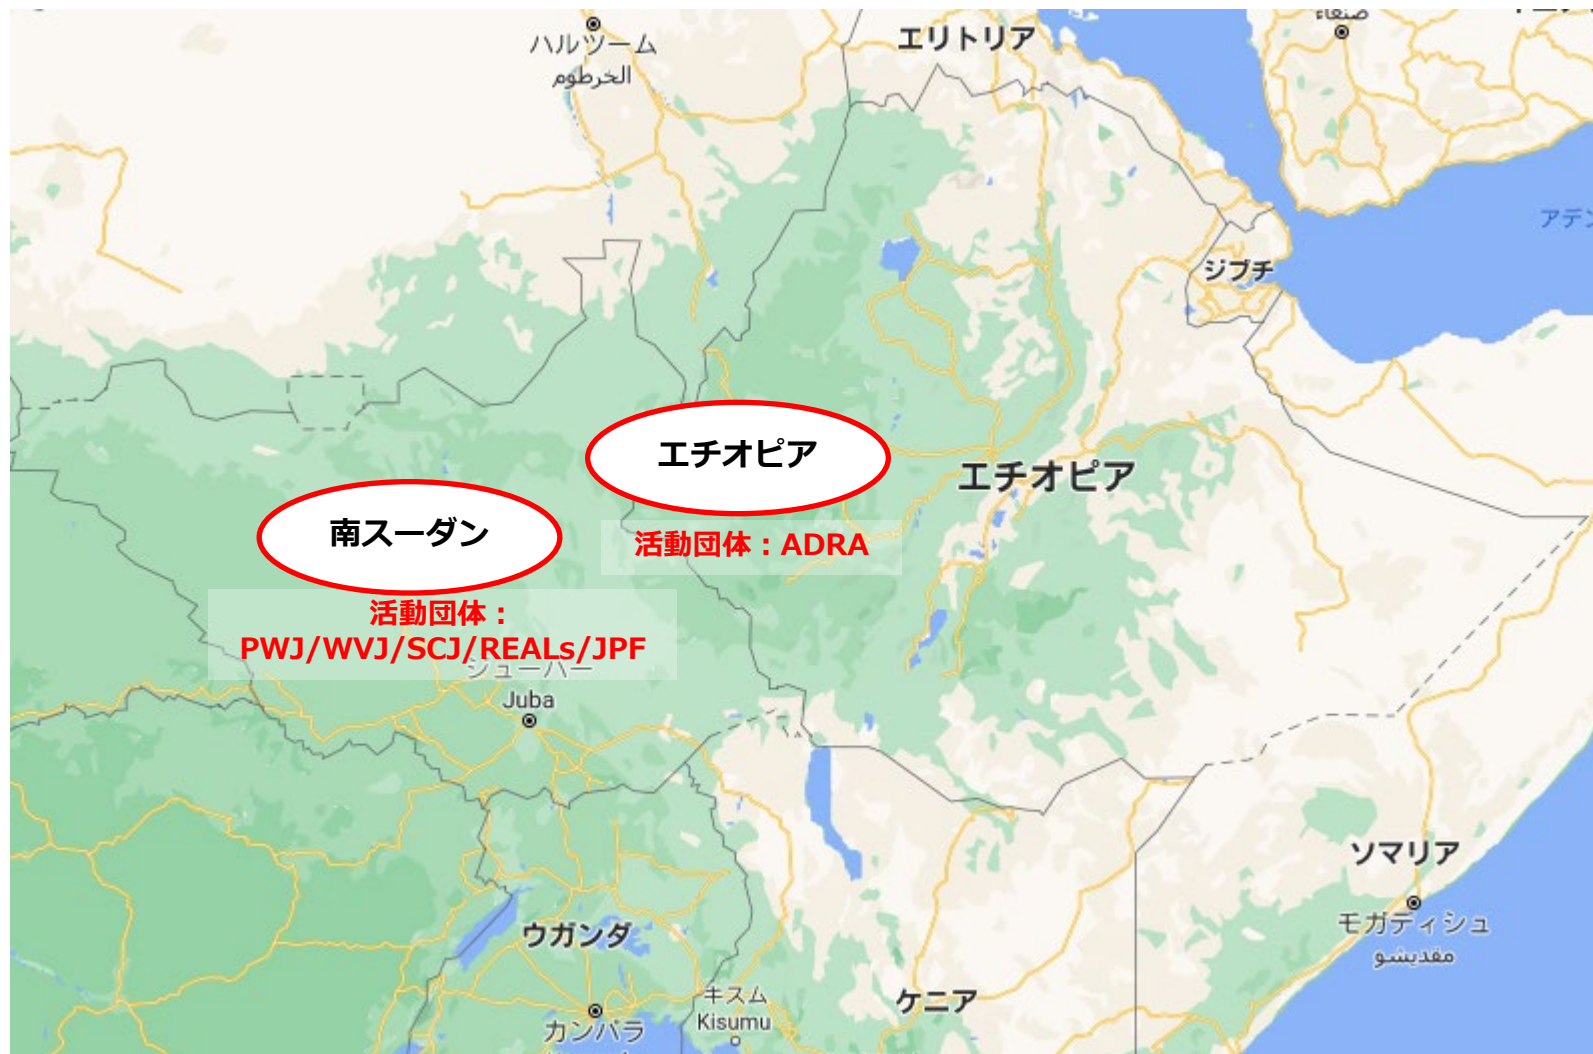 ハルツーム
الخرطوم
エリトリア
صنعاء
アデン
ジブチ
エチオピア
エチオピア
活動団体：ADRA
南スーダン
活動団体：
PWJ/WVJ/SCJ/REALs/JPF
ジューバー
Juba
ソマリア
モガディシュ
مقديشو
ウガンダ
カンパラ
キスム
Kisumu
ケニア